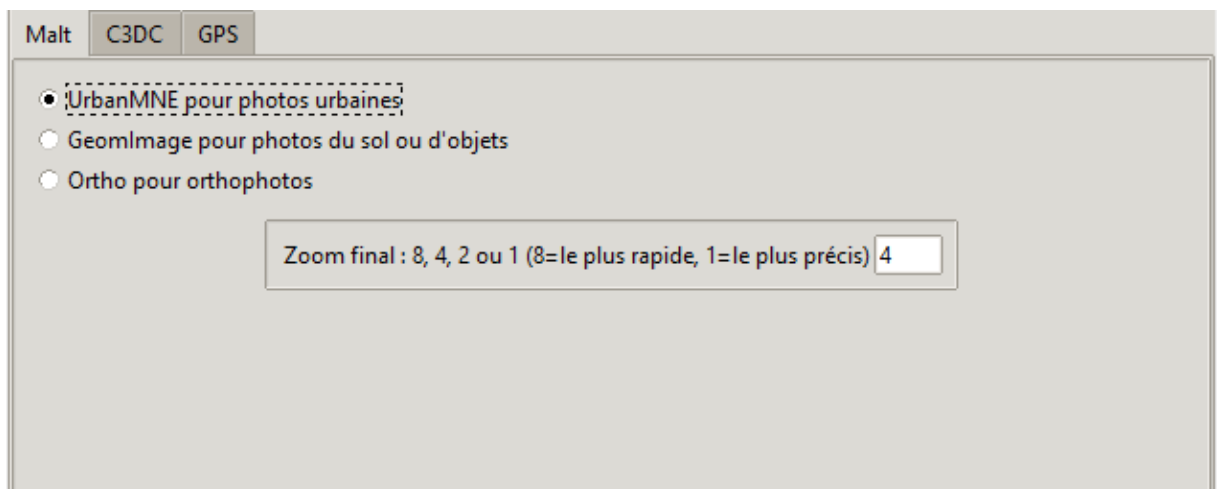 Malt C3DC GPS
UrbanMNE pour photos urbaines
GeomImage pour photos du sol ou d'objets
Ortho pour orthophotos
Zoom final : 8, 4, 2 ou 1 (8=le plus rapide, 1=le plus précis) 4